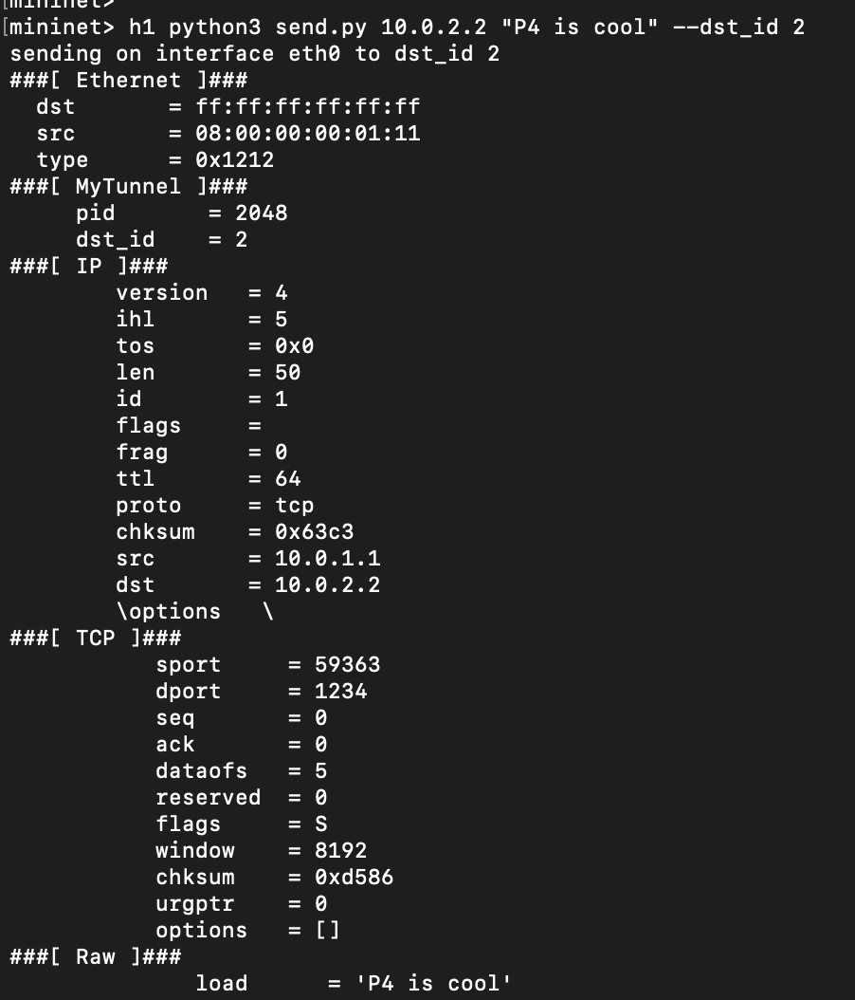 mininet>
[mininet> h1 python3 send.py 10.0.2.2 "P4 is cool" --dst_id 2
sending on interface eth0 to dst_id 2
###[ Ethernet ]###
  dst       = ff:ff:ff:ff:ff:ff
  src       = 08:00:00:00:01:11
  type      = 0x1212
###[ MyTunnel ]###
     pid       = 2048
     dst_id    = 2
###[ IP ]###
        version   = 4
        ihl       = 5
        tos       = 0x0
        len       = 50
        id        = 1
        flags     =
        frag      = 0
        ttl       = 64
        proto     = tcp
        chksum    = 0x63c3
        src       = 10.0.1.1
        dst       = 10.0.2.2
        \options   \
###[ TCP ]###
           sport     = 59363
           dport     = 1234
           seq       = 0
           ack       = 0
           dataofs   = 5
           reserved  = 0
           flags     = S
           window    = 8192
           chksum    = 0xd586
           urgptr    = 0
           options   = []
###[ Raw ]###
              load      = 'P4 is cool'